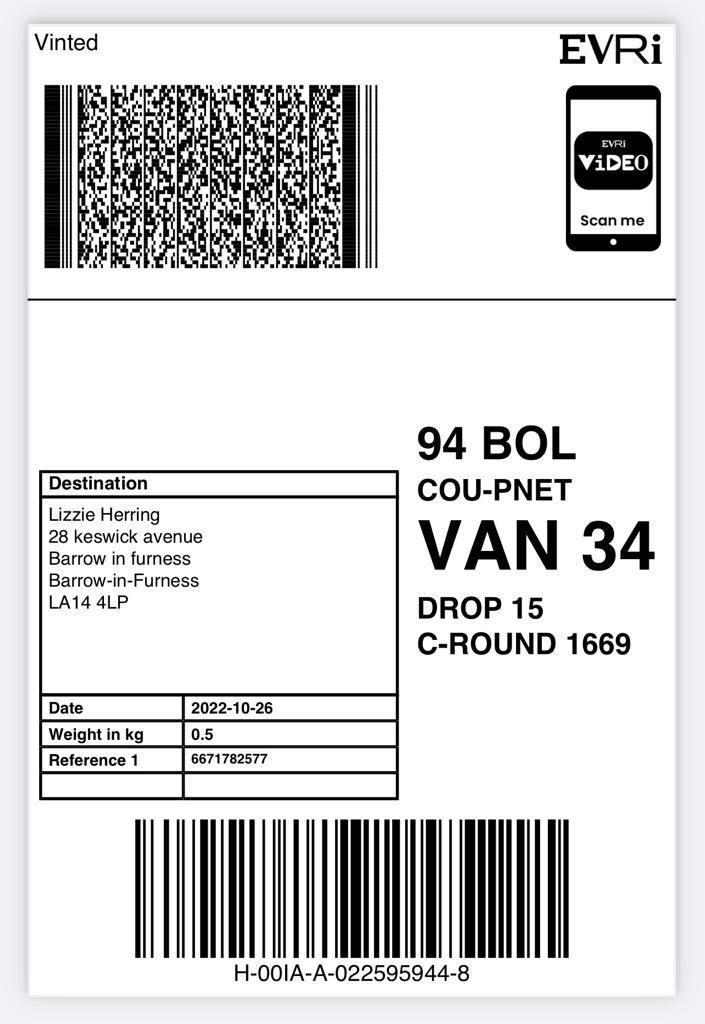 Vinted
EVRi
EVRi
ViDEO
Scan me
94 BOL
COU-PNET
VAN 34
DROP 15
C-ROUND 1669
Destination
Lizzie Herring
28 keswick avenue
Barrow in furness
Barrow-in-Furness
LA14 4LP
Date 2022-10-26
Weight in kg 0.5
Reference 1 6671782577
H-00IA-A-022595944-8